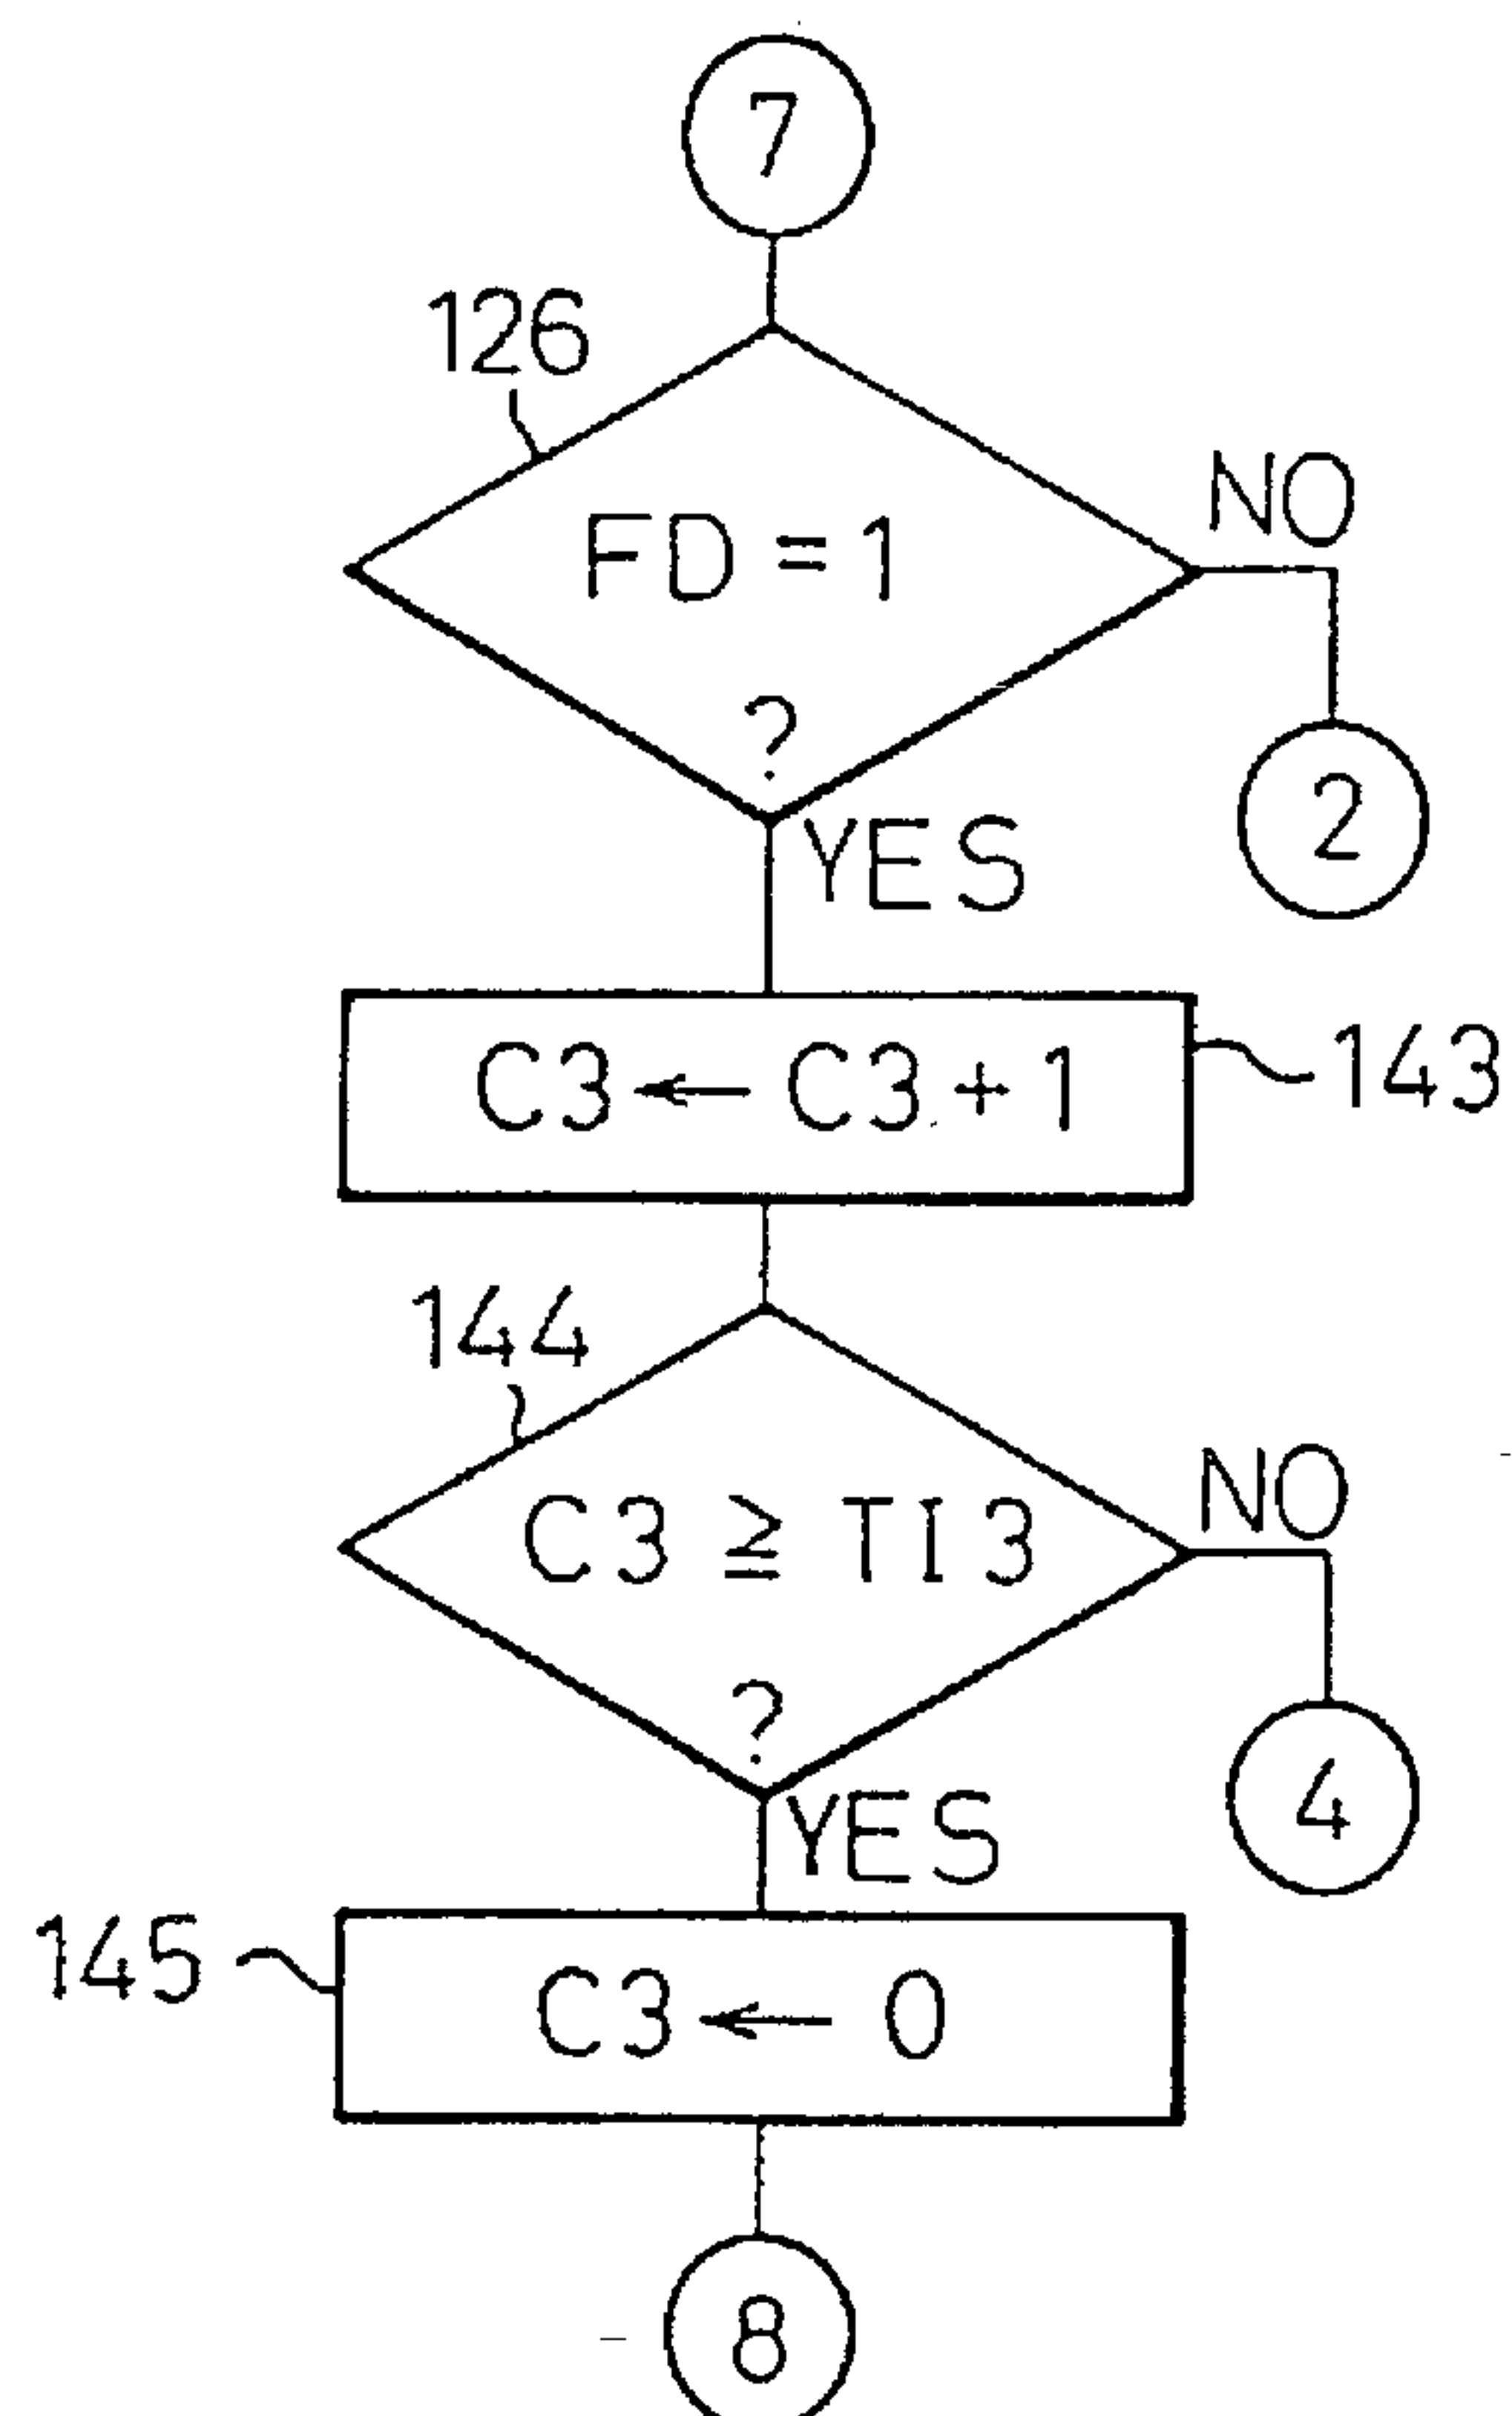 7
126
FD = 1
?
NO
2
YES
C3 ← C3 + 1
143
144
C3 ≧ TI3
?
NO
4
YES
145
C3 ← 0
8